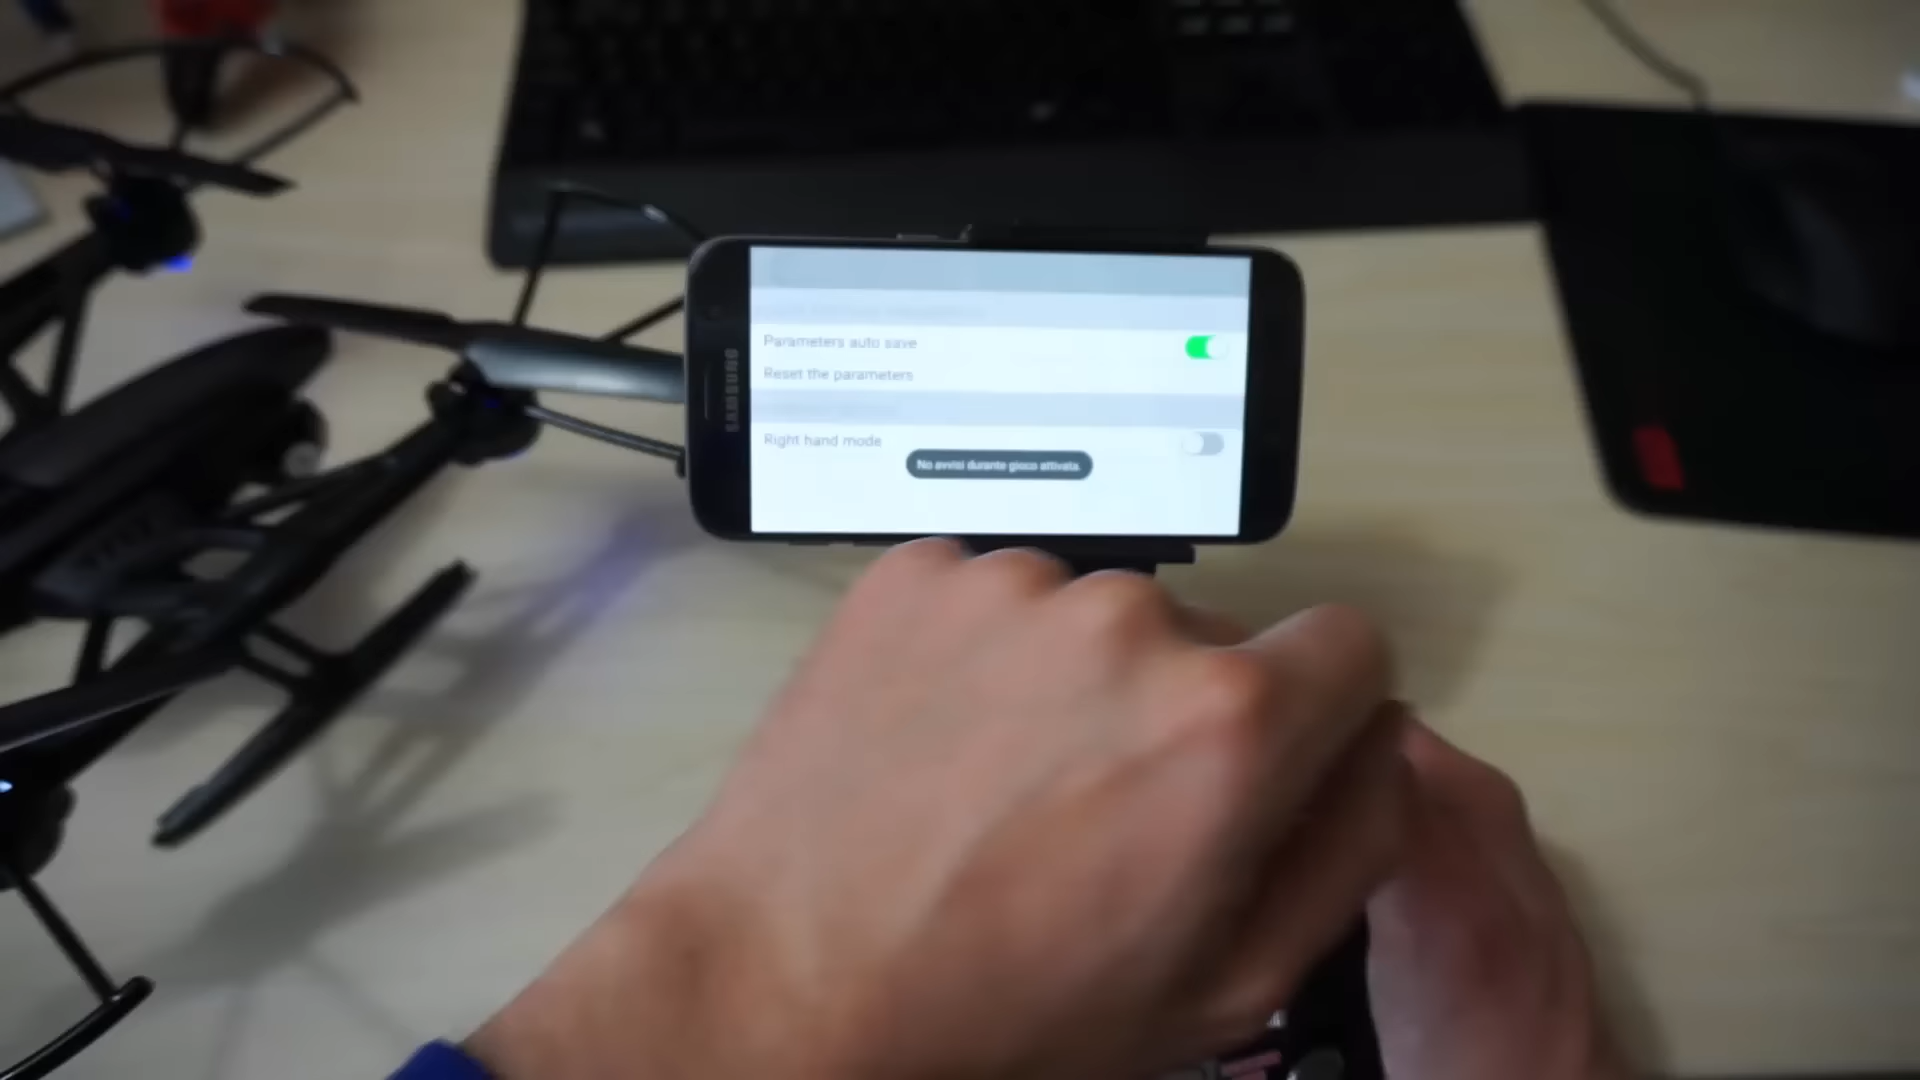 SAMSUNG
Parameters auto save
Reset the parameters
Right hand mode
No avvisi durante gioco attivata.